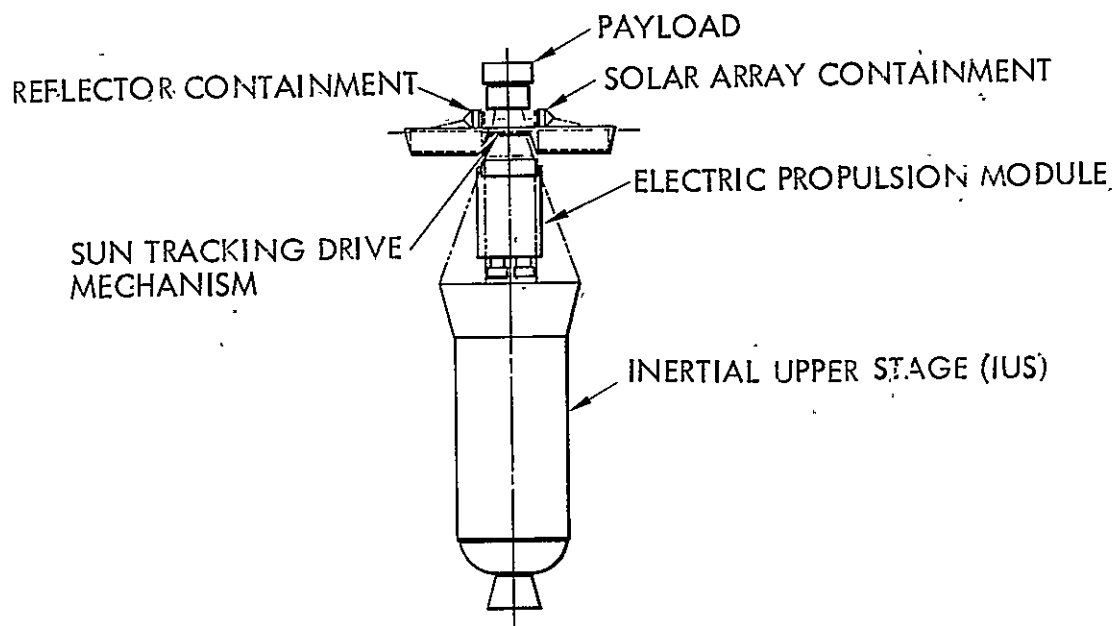 PAYLOAD
REFLECTOR CONTAINMENT
SOLAR ARRAY CONTAINMENT
ELECTRIC PROPULSION MODULE
SUN TRACKING DRIVE
MECHANISM
INERTIAL UPPER STAGE (IUS)